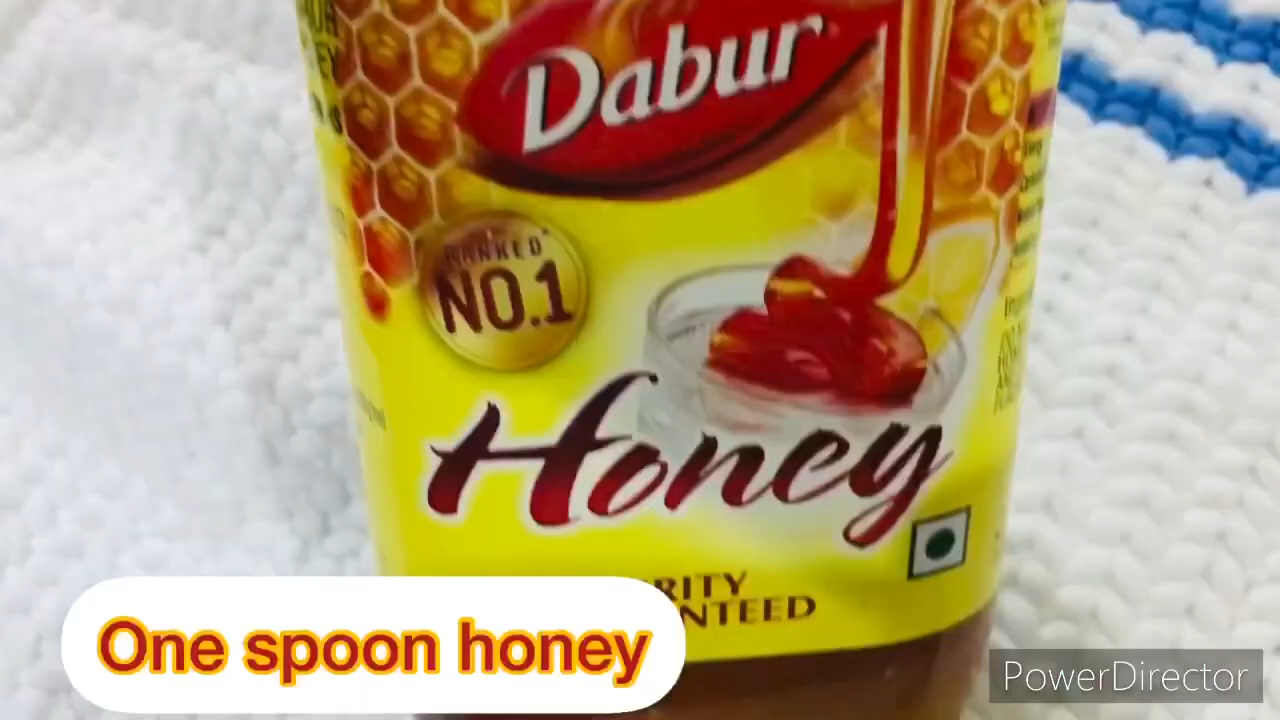 Dabur
RANKED
NO.1
Honey
RITY
NTEED
One spoon honey
PowerDirector